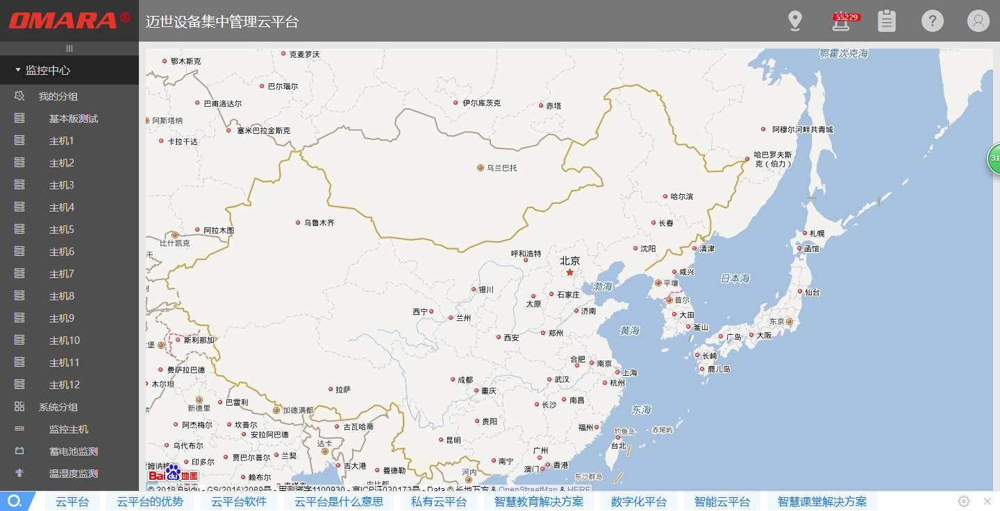 OMARA®
迈世设备集中管理云平台
55229
监控中心
我的分组
基本版测试
主机1
主机2
主机3
主机4
主机5
主机6
主机7
主机8
主机9
主机10
主机11
主机12
系统分组
监控主机
蓄电池监测
温湿度监测
鄂霍次克海
克麦罗沃
鄂木斯克
巴尔瑙尔
巴甫洛达尔
伊尔库茨克
赤塔
阿斯塔纳
塞米巴拉金斯克
阿穆尔河畔共青城
卡拉干达
哈巴罗夫斯
克（伯力）
31
乌兰巴托
哈尔滨
乌鲁木齐
长春
阿拉木图
札幌
比什凯克
沈阳
清津
函馆
呼和浩特
北京
干
咸兴
日本海
平壤
渤海
银川
石家庄
仙台
太原
首尔
西宁
兰州
济南
大田
东京
釜山
黄海
西安
郑州
广岛
大阪
斯利那加
堡
长崎
合肥
南京
鹿儿岛
费萨拉巴德
上海
木尔坦
成都
武汉
杭州
拉萨
重庆
巴雷利
新德里
长沙
南昌
加德满都
东海
阿杰梅尔
坎普尔
古瓦哈蒂
贵阳
福州
钓鱼岛
赤尾屿
安拉阿巴德
昆明
台北
乌代布尔
达卡
广州
贾巴尔普尔
兰契
印多尔
吉大港
曼德勒
南宁
香港
澳门
河内
赖布尔
东沙群岛
内比都
Bai 地图
© 2018 Baidu - GS(2016)2089号 - 甲测资字1100930 - 京ICP证030173号 - Data © 长地万方 & OpenStreetMap & HERE
云平台
云平台的优势
云平台软件
云平台是什么意思
私有云平台
智慧教育解决方案
数字化平台
智能云平台
智慧课堂解决方案